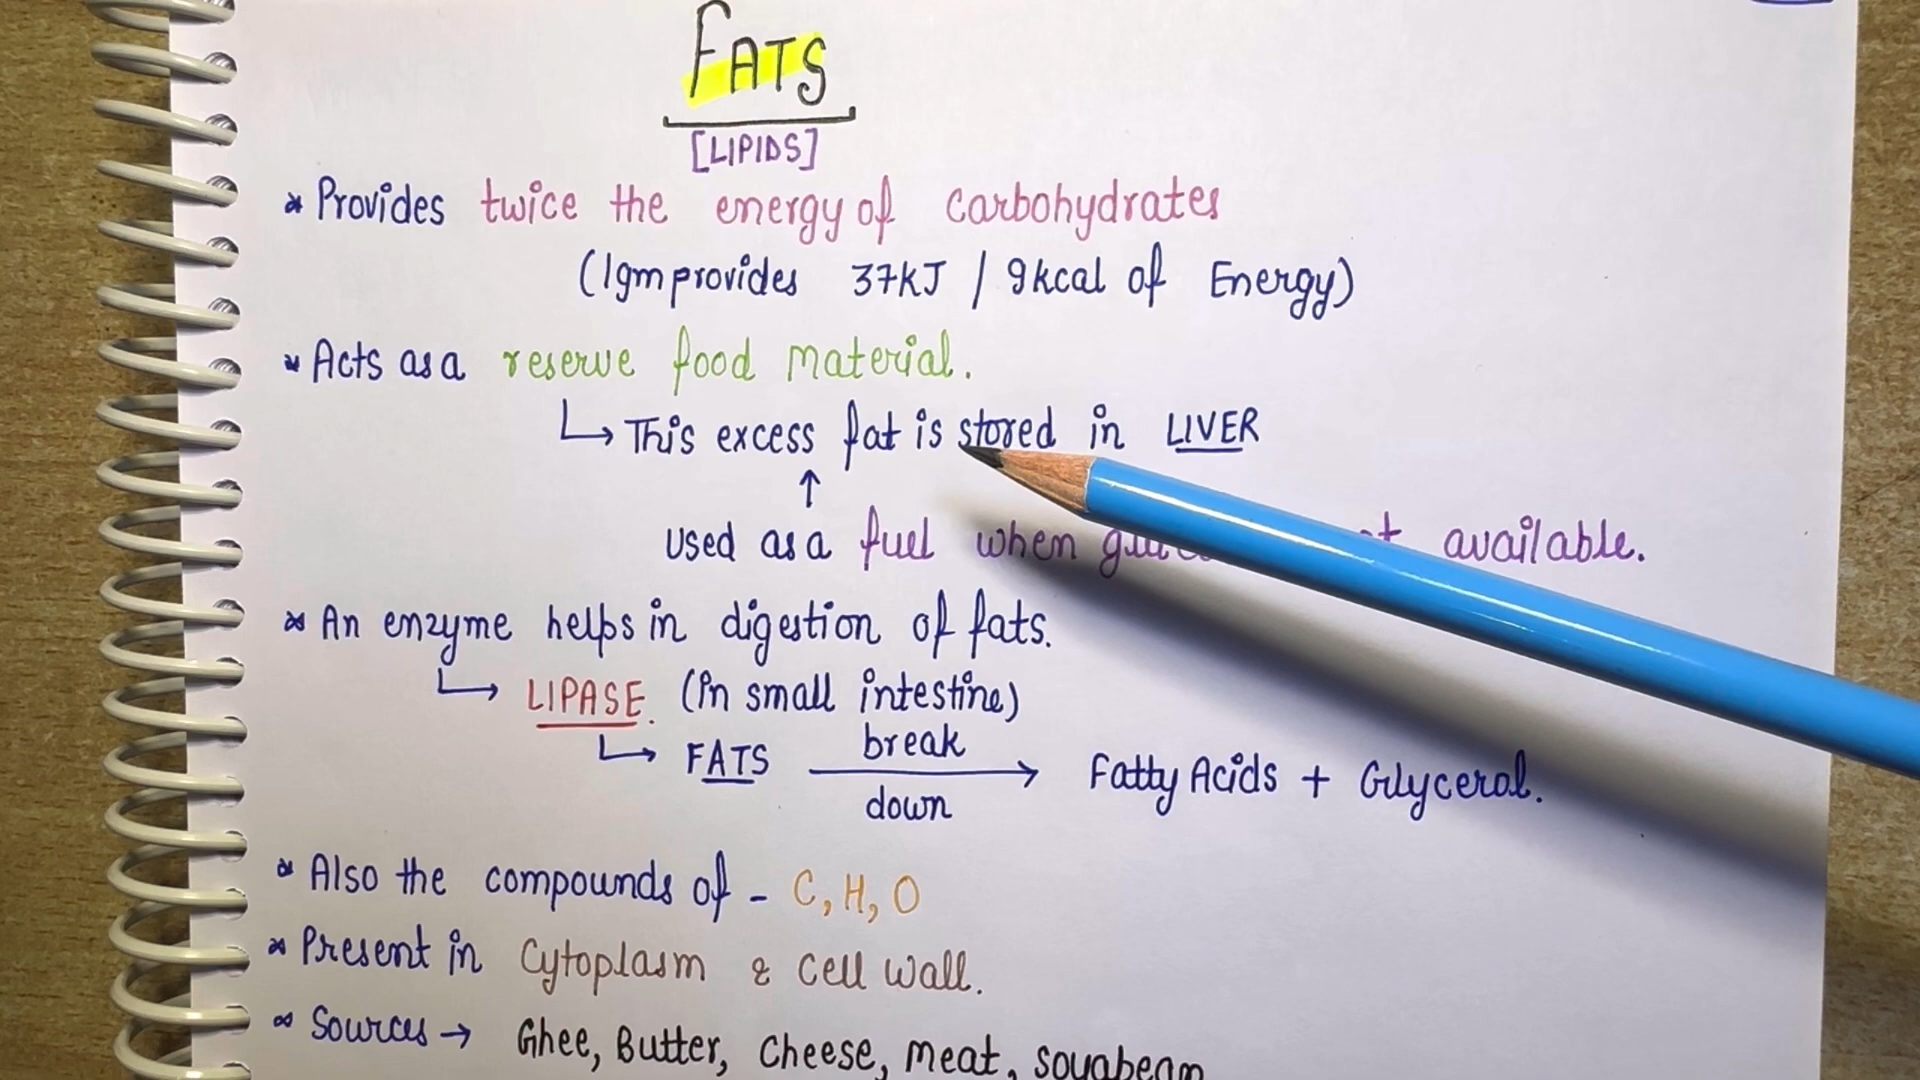 FATS
[LIPIDS]
* Provides twice the energy of carbohydrates
(1gm provides 37kJ / 9kcal of Energy)
* Acts as a reserve food material.
↳ This excess fat is stored in LIVER
↑
Used as a fuel when available.
* An enzyme helps in digestion of fats.
↳ LIPASE. (in small intestine)
↳ FATS break down → Fatty Acids + Glycerol.
* Also the compounds of - C, H, O
* Present in Cytoplasm & Cell Wall.
* Sources → Ghee, Butter, Cheese, Meat, Soyabean